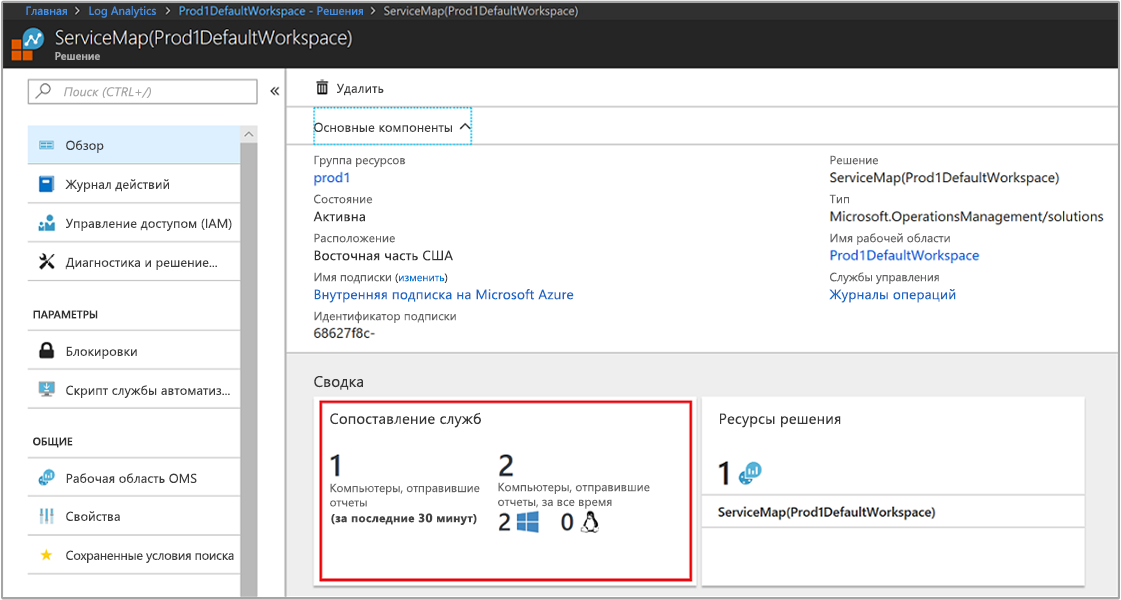 Главная > Log Analytics > Prod1DefaultWorkspace - Решения > ServiceMap(Prod1DefaultWorkspace)
ServiceMap(Prod1DefaultWorkspace)
Решение
Поиск (CTRL+/)
Обзор
Журнал действий
Управление доступом (IAM)
Диагностика и решение...
ПАРАМЕТРЫ
Блокировки
Скрипт службы автоматиз...
ОБЩИЕ
Рабочая область OMS
Свойства
Сохраненные условия поиска
Удалить
Основные компоненты
Группа ресурсов
prod1
Состояние
Активна
Расположение
Восточная часть США
Имя подписки (изменить)
Внутренняя подписка на Microsoft Azure
Идентификатор подписки
68627f8c-
Решение
ServiceMap(Prod1DefaultWorkspace)
Тип
Microsoft.OperationsManagement/solutions
Имя рабочей области
Prod1DefaultWorkspace
Службы управления
Журналы операций
Сводка
Сопоставление служб
1
Компьютеры, отправившие
отчеты
(за последние 30 минут)
2
Компьютеры, отправившие
отчеты, за все время
2 0
Ресурсы решения
1
ServiceMap(Prod1DefaultWorkspace)